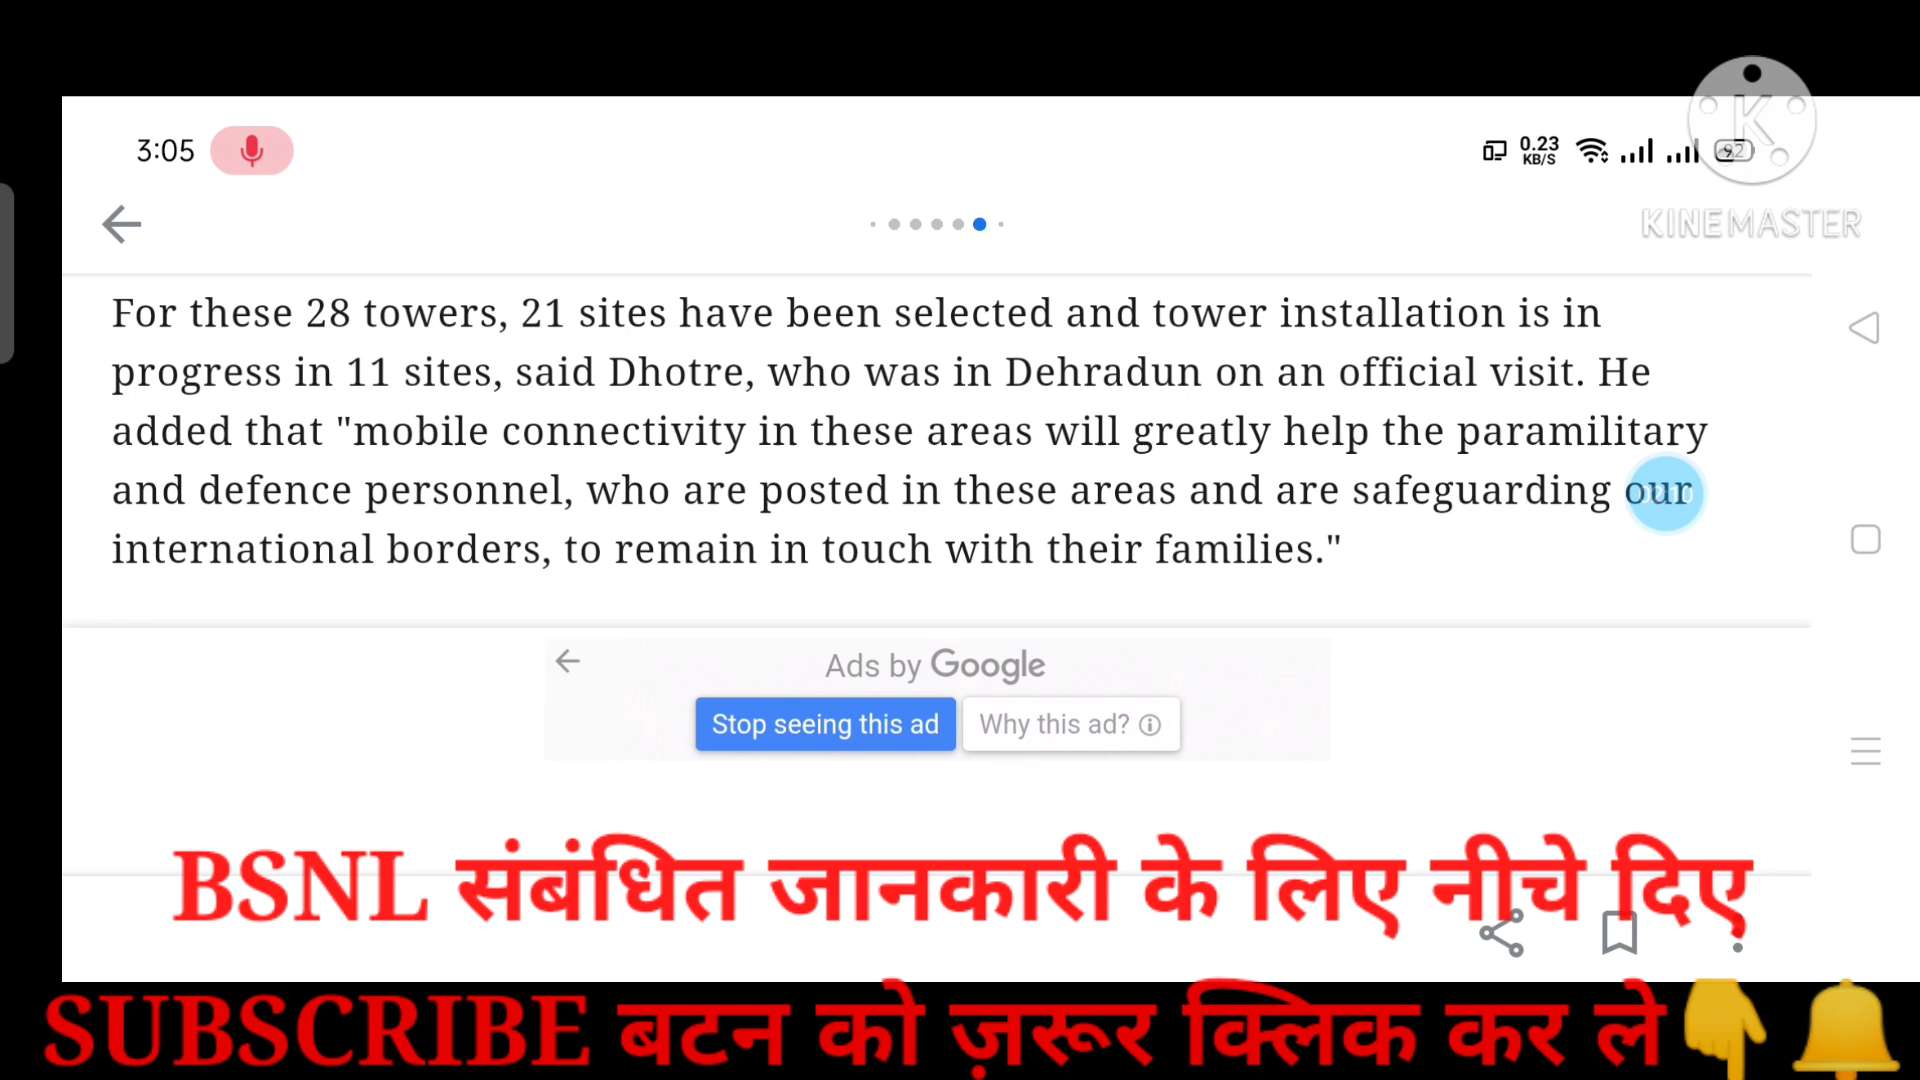 3:05
0.23
KB/S
92
KINEMASTER
For these 28 towers, 21 sites have been selected and tower installation is in
progress in 11 sites, said Dhotre, who was in Dehradun on an official visit. He
added that "mobile connectivity in these areas will greatly help the paramilitary
and defence personnel, who are posted in these areas and are safeguarding our
international borders, to remain in touch with their families."
02:10
Ads by Google
Stop seeing this ad
Why this ad?
BSNL संबंधित जानकारी के लिए नीचे दिए
SUBSCRIBE बटन को ज़रूर क्लिक कर ले